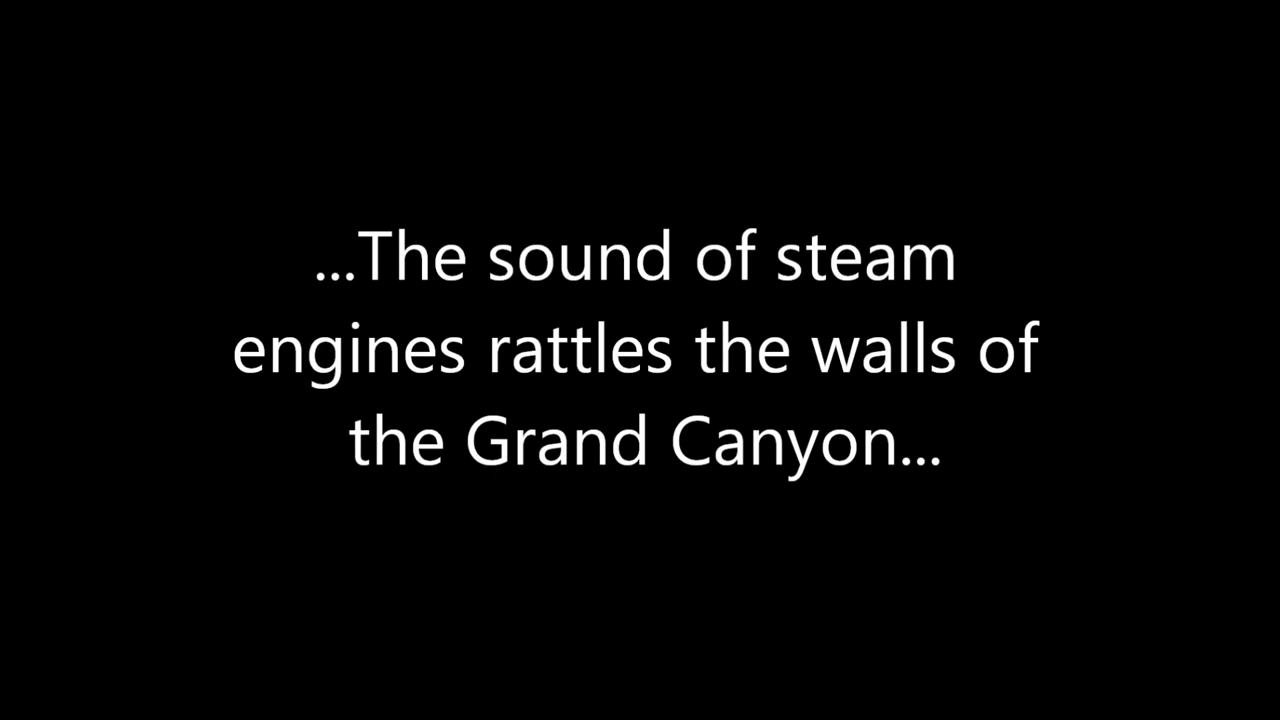 ...The sound of steam
engines rattles the walls of
the Grand Canyon...